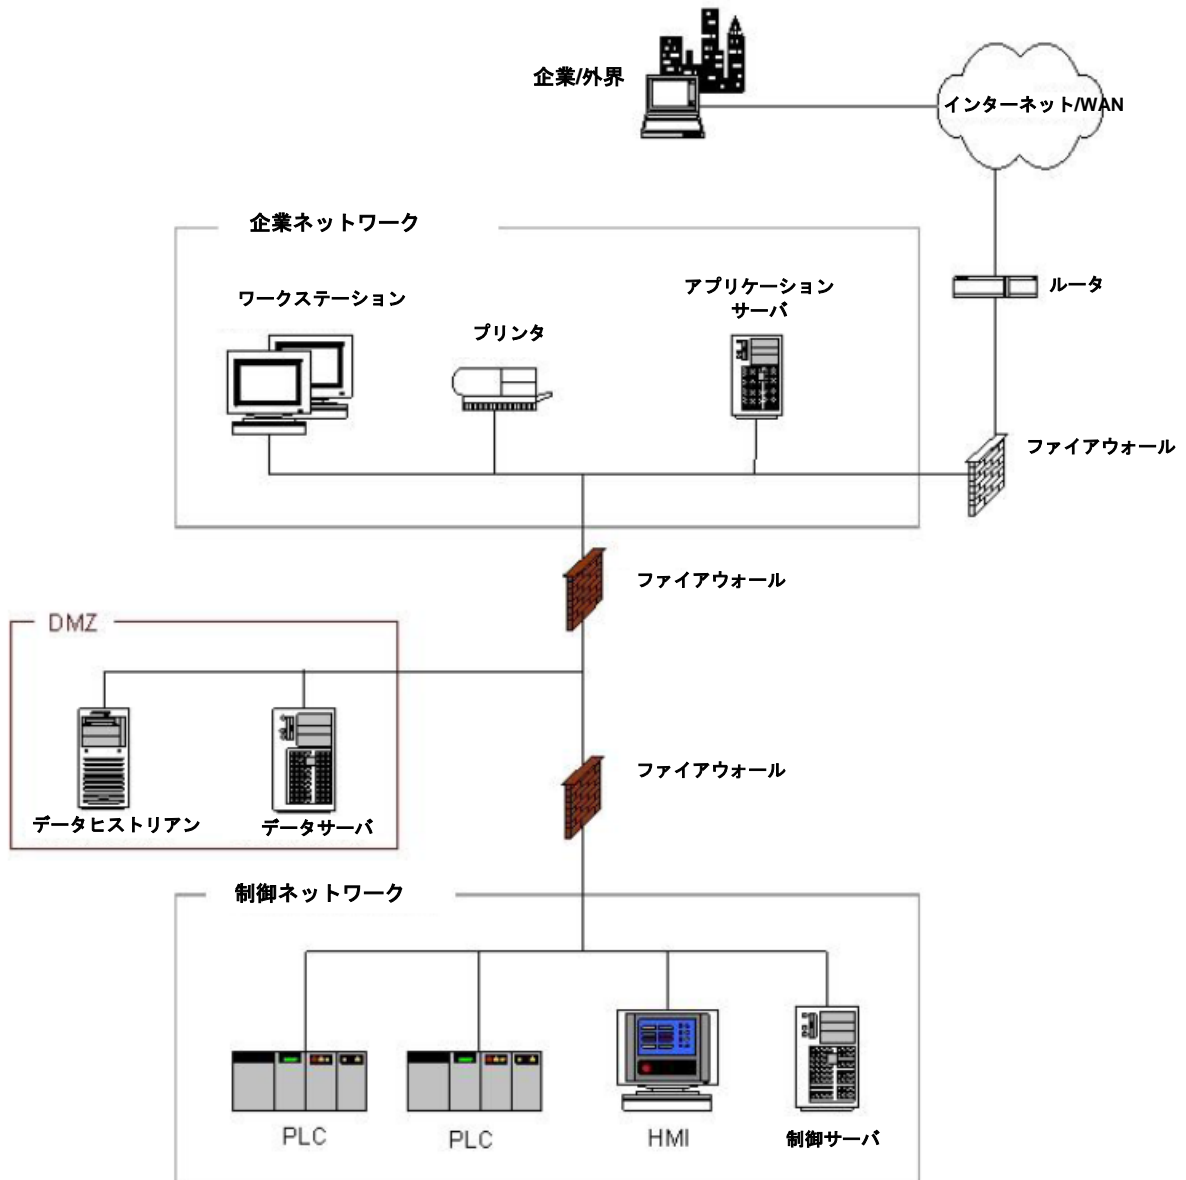 企業/外界
インターネット/WAN
企業ネットワーク
ワークステーション
プリンタ
アプリケーション
サーバ
ルータ
ファイアウォール
ファイアウォール
DMZ
データヒストリアン
データサーバ
ファイアウォール
制御ネットワーク
PLC
PLC
HMI
制御サーバ